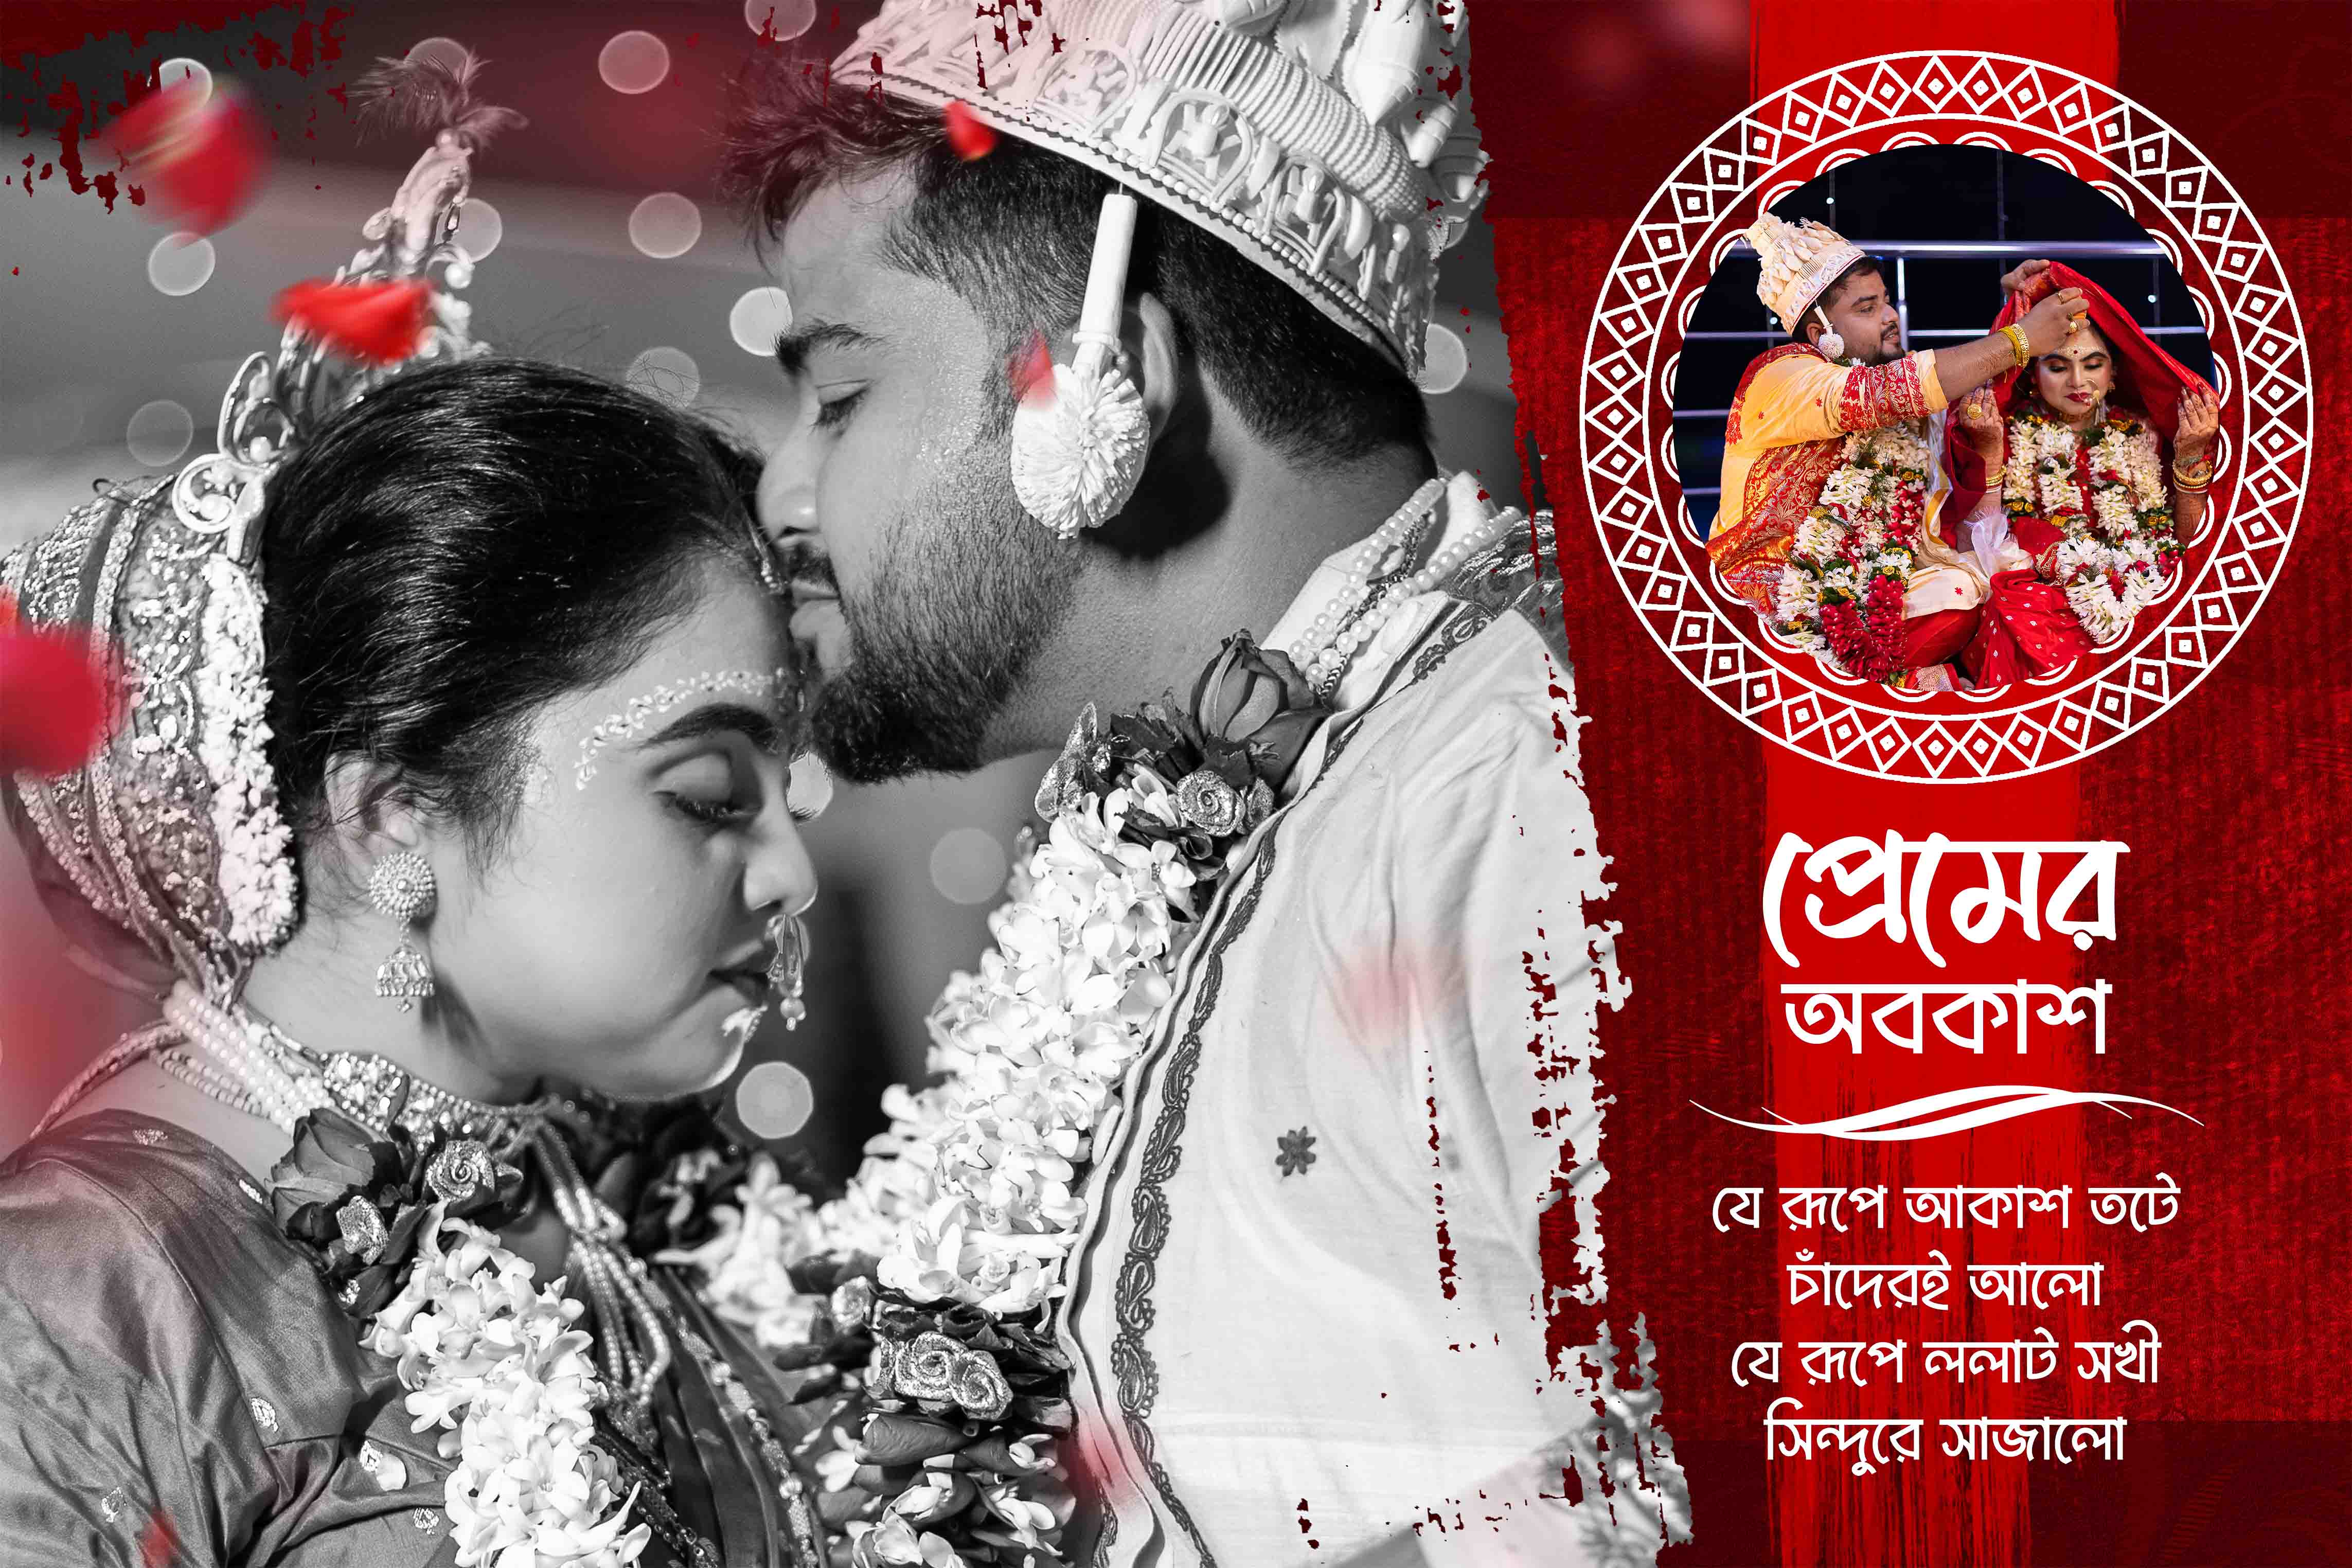 প্রেমের
অবকাশ
যে রূপে আকাশ তটে
চাঁদেরই আলো
যে রূপে ললাট সখী
সিন্দুরে সাজালো